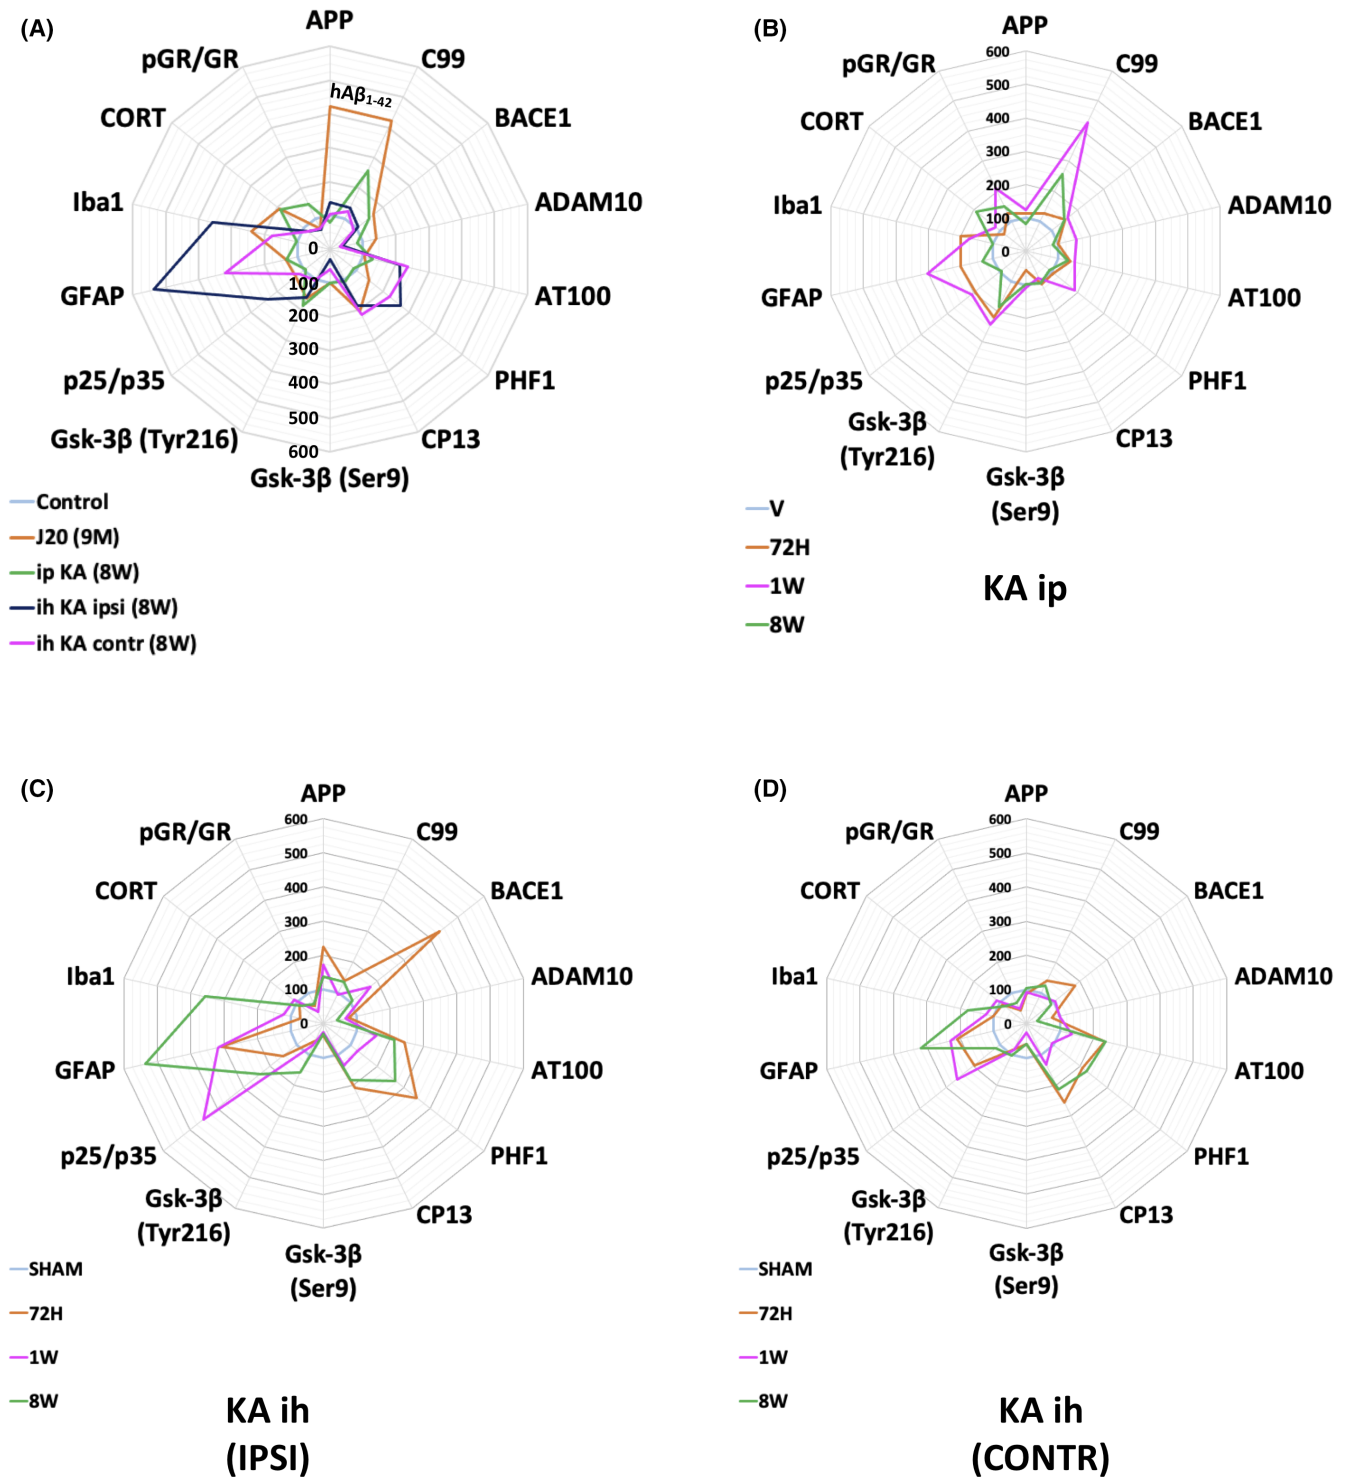 (A)
APP
C99
BACE1
ADAM10
AT100
PHF1
CP13
Gsk-3β (Ser9)
Gsk-3β (Tyr216)
p25/p35
GFAP
Iba1
CORT
pGR/GR
hAβ1-42
0
100
200
300
400
500
600
Control
J20 (9M)
ip KA (8W)
ih KA ipsi (8W)
ih KA contr (8W)
(B)
APP
C99
BACE1
ADAM10
AT100
PHF1
CP13
Gsk-3β
(Ser9)
Gsk-3β
(Tyr216)
p25/p35
GFAP
Iba1
CORT
pGR/GR
600
500
400
300
200
100
0
V
72H
1W
8W
KA ip
(C)
APP
C99
BACE1
ADAM10
AT100
PHF1
CP13
Gsk-3β
(Ser9)
Gsk-3β
(Tyr216)
p25/p35
GFAP
Iba1
CORT
pGR/GR
600
500
400
300
200
100
0
SHAM
72H
1W
8W
KA ih
(IPSI)
(D)
APP
C99
BACE1
ADAM10
AT100
PHF1
CP13
Gsk-3β
(Ser9)
Gsk-3β
(Tyr216)
p25/p35
GFAP
Iba1
CORT
pGR/GR
600
500
400
300
200
100
0
SHAM
72H
1W
8W
KA ih
(CONTR)